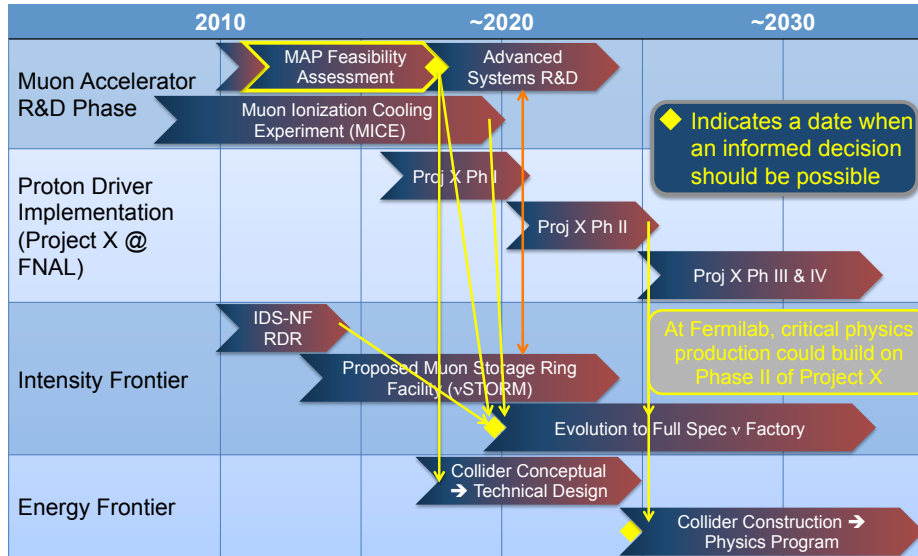 2010
~2020
~2030
Muon Accelerator
R&D Phase
MAP Feasibility
Assessment
Advanced
Systems R&D
Muon Ionization Cooling
Experiment (MICE)
Indicates a date when
an informed decision
should be possible
Proton Driver
Implementation
(Project X @
FNAL)
Proj X Ph I
Proj X Ph II
Proj X Ph III & IV
Intensity Frontier
IDS-NF
RDR
At Fermilab, critical physics
production could build on
Phase II of Project X
Proposed Muon Storage Ring
Facility (νSTORM)
Evolution to Full Spec ν Factory
Energy Frontier
Collider Conceptual
➔ Technical Design
Collider Construction ➔
Physics Program